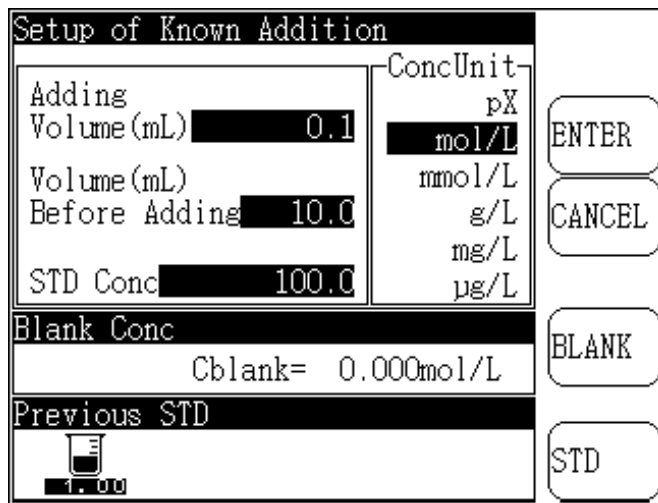 Setup of Known Addition
Adding
Volume(mL) 0.1
Volume(mL)
Before Adding 10.0
STD Conc 100.0
ConcUnit
pX
mol/L
mmol/L
g/L
mg/L
µg/L
Blank Conc
Cblank= 0.000mol/L
Previous STD
1.00
ENTER
CANCEL
BLANK
STD